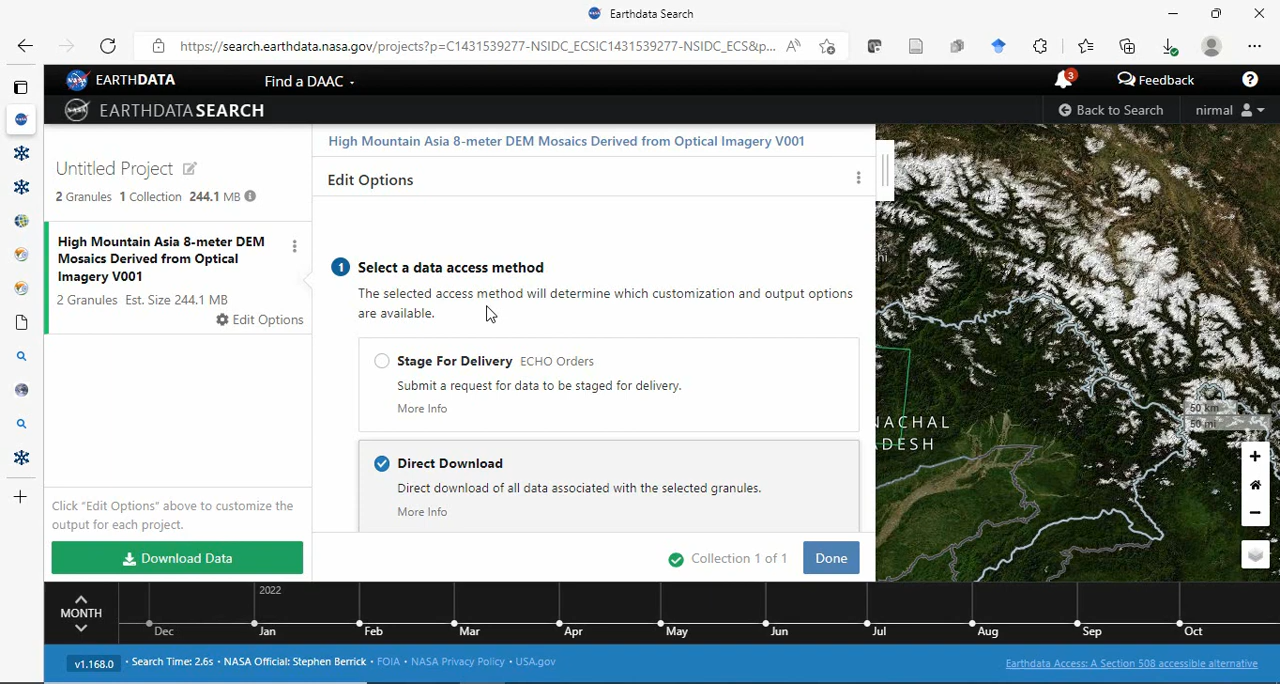 Earthdata Search
https://search.earthdata.nasa.gov/projects?p=C1431539277-NSIDC_ECS!C1431539277-NSIDC_ECS&p...
EARTHDATA
Find a DAAC
3
Feedback
?
EARTHDATA SEARCH
Back to Search
nirmal
Untitled Project
2 Granules 1 Collection 244.1 MB
High Mountain Asia 8-meter DEM
Mosaics Derived from Optical
Imagery V001
2 Granules Est. Size 244.1 MB
Edit Options
Click "Edit Options" above to customize the
output for each project.
Download Data
High Mountain Asia 8-meter DEM Mosaics Derived from Optical Imagery V001
Edit Options
1 Select a data access method
The selected access method will determine which customization and output options
are available.
Stage For Delivery ECHO Orders
Submit a request for data to be staged for delivery.
More Info
Direct Download
Direct download of all data associated with the selected granules.
More Info
Collection 1 of 1
Done
hi
NACHAL
DESH
50 km
50 mi
MONTH
2022
Dec
Jan
Feb
Mar
Apr
May
Jun
Jul
Aug
Sep
Oct
v1.168.0 • Search Time: 2.6s • NASA Official: Stephen Berrick • FOIA • NASA Privacy Policy • USA.gov
Earthdata Access: A Section 508 accessible alternative